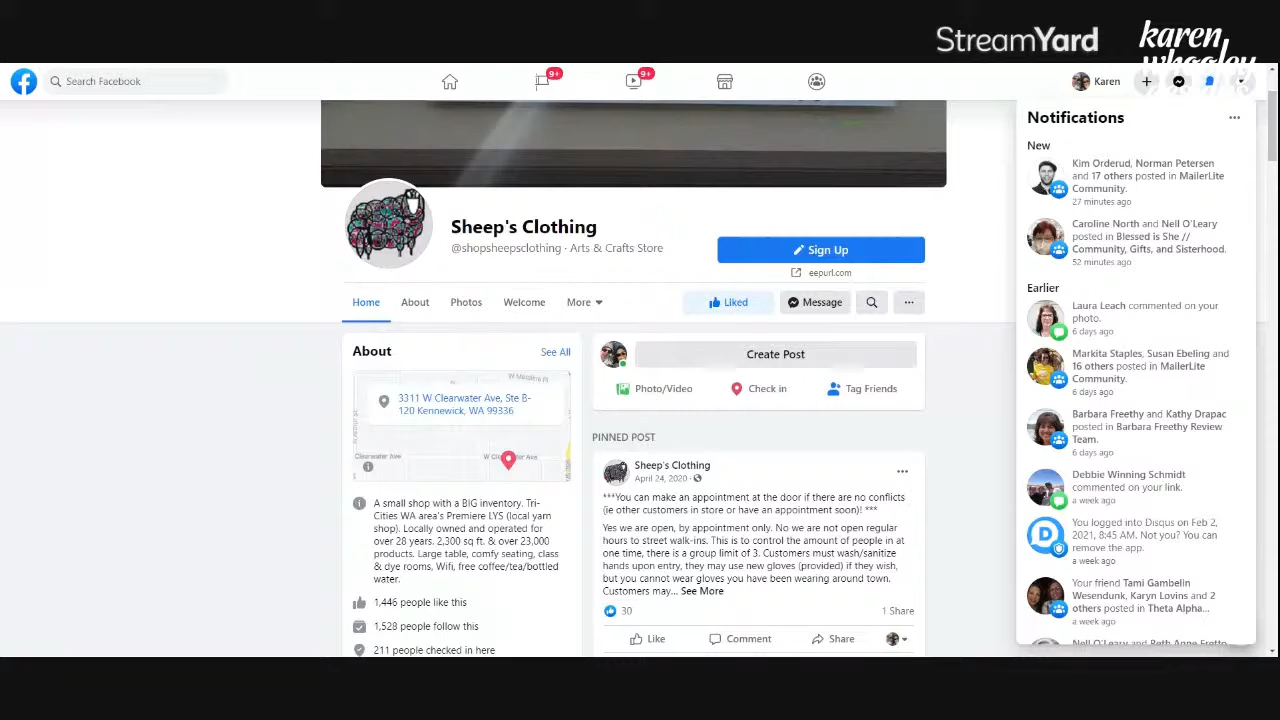 StreamYard
karen
whooley
Search Facebook
9+
9+
Karen
Sheep's Clothing
@shopsheepsclothing · Arts & Crafts Store
Sign Up
eepurl.com
Home
About
Photos
Welcome
More
Liked
Message
About
See All
3311 W Clearwater Ave, Ste B-
120 Kennewick, WA 99336
Clearwater Ave
A small shop with a BIG inventory. Tri-
Cities WA area's Premiere LYS (local yarn
shop). Locally owned and operated for
over 28 years. 2,300 sq ft. & over 23,000
products. Large table, comfy seating, class
& dye rooms, Wifi, free coffee/tea/bottled
water.
1,446 people like this
1,528 people follow this
211 people checked in here
Create Post
Photo/Video
Check in
Tag Friends
PINNED POST
Sheep's Clothing
April 24, 2020 ·
***You can make an appointment at the door if there are no conflicts
(ie other customers in store or have an appointment soon)! ***
Yes we are open, by appointment only. No we are not open regular
hours to street walk-ins. This is to control the amount of people in at
one time, there is a group limit of 3. Customers must wash/sanitize
hands upon entry, they may use new gloves (provided) if they wish,
but you cannot wear gloves you have been wearing around town.
Customers may... See More
30
1 Share
Like
Comment
Share
Notifications
New
Kim Orderud, Norman Petersen
and 17 others posted in MailerLite
Community.
27 minutes ago
Caroline North and Nell O'Leary
posted in Blessed is She //
Community, Gifts, and Sisterhood.
52 minutes ago
Earlier
Laura Leach commented on your
photo.
6 days ago
Markita Staples, Susan Ebeling and
16 others posted in MailerLite
Community.
6 days ago
Barbara Freethy and Kathy Drapac
posted in Barbara Freethy Review
Team.
6 days ago
Debbie Winning Schmidt
commented on your link.
a week ago
You logged into Disqus on Feb 2,
2021, 8:45 AM. Not you? You can
remove the app.
a week ago
Your friend Tami Gambelin
Wesendunk, Karyn Lovins and 2
others posted in Theta Alpha...
a week ago
Nell O'Leary and Beth Anne Fretto